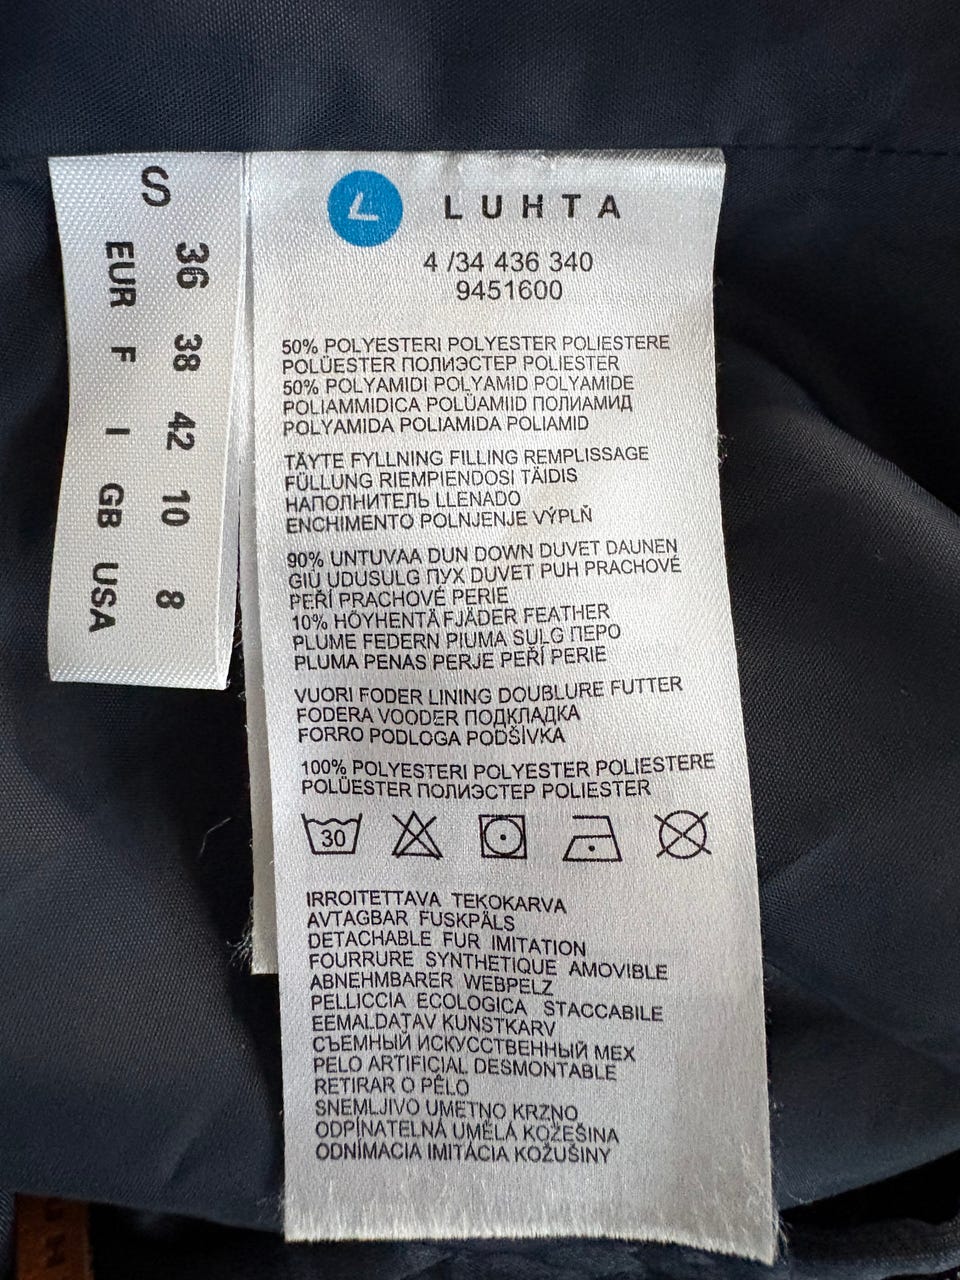 S
EUR 36
F 38
I 42
GB 10
USA 8
LUHTA
4 /34 436 340
9451600
50% POLYESTERI POLYESTER POLIESTERE
POLÜESTER ПОЛИЭСТЕР POLIESTER
50% POLYAMIDI POLYAMID POLYAMIDE
POLIAMMIDICA POLÜAMIID ПОЛИАМИД
POLYAMIDA POLIAMIDA POLIAMID
TÄYTE FYLLNING FILLING REMPLISSAGE
FÜLLUNG RIEMPIENDOSI TÄIDIS
НАПОЛНИТЕЛЬ LLENADO
ENCHIMENTO POLNJENJE VÝPLŇ
90% UNTUVAA DUN DOWN DUVET DAUNEN
GIÙ UDUSULG ПУХ DUVET PUH PRACHOVÉ
PEŘÍ PRACHOVÉ PERIE
10% HÖYHENTÄ FJÄDER FEATHER
PLUME FEDERN PIUMA SULG ПЕРО
PLUMA PENAS PERJE PEŘÍ PERIE
VUORI FODER LINING DOUBLURE FUTTER
FODERA VOODER ПОДКЛАДКА
FORRO PODLOGA PODŠÍVKA
100% POLYESTERI POLYESTER POLIESTERE
POLÜESTER ПОЛИЭСТЕР POLIESTER
30
IRROITETTAVA TEKOKARVA
AVTAGBAR FUSKPÄLS
DETACHABLE FUR IMITATION
FOURRURE SYNTHETIQUE AMOVIBLE
ABNEHMBARER WEBPELZ
PELLICCIA ECOLOGICA STACCABILE
EEMALDATAV KUNSTKARV
СЪЕМНЫЙ ИСКУССТВЕННЫЙ МЕХ
PELO ARTIFICIAL DESMONTABLE
RETIRAR O PÊLO
SNEMLJIVO UMETNO KRZNO
ODPÍNATELNÁ UMĚLÁ KOŽEŠINA
ODNÍMACIA IMITÁCIA KOŽUŠINY